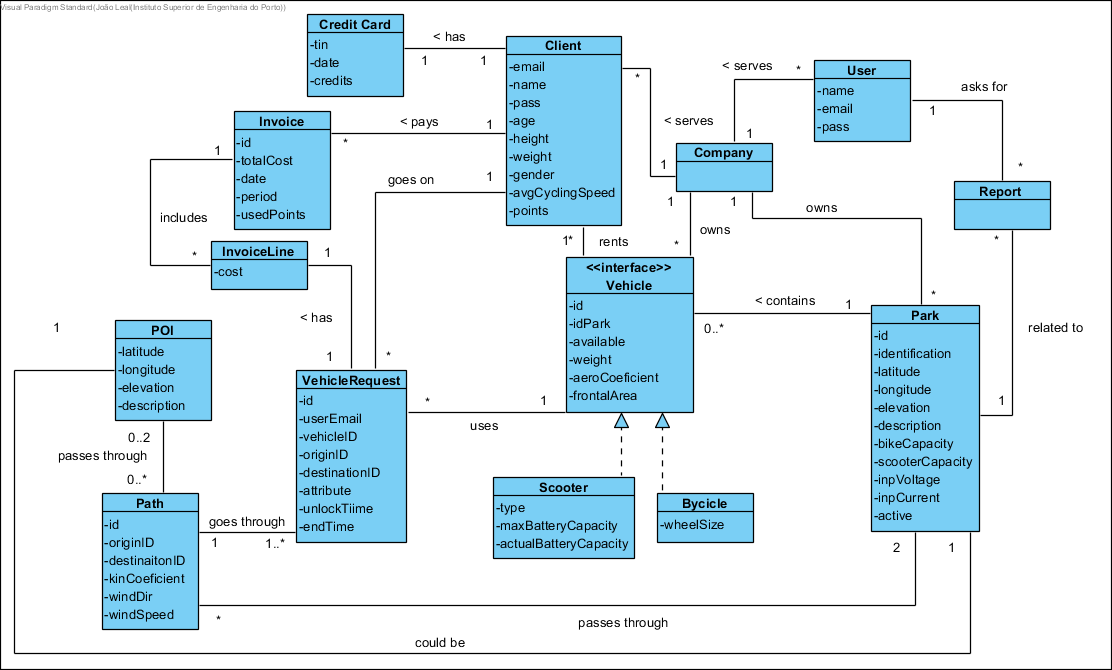 Visual Paradigm Standard(João Leal(Instituto Superior de Engenharia do Porto))
Credit Card
-tin
-date
-credits
< has
1
1
Client
-email
-name
-pass
-age
-height
-weight
-gender
-avgCyclingSpeed
-points
Invoice
-id
-totalCost
-date
-period
-usedPoints
< pays
*
1
1
includes
*
InvoiceLine
-cost
1
< has
1
goes on
1
*
*
< serves
1
< serves
*
1
Company
User
-name
-email
-pass
asks for
1
*
Report
*
related to
1
1
owns
*
1
owns
*
1*
rents
<<interface>>
Vehicle
-id
-idPark
-available
-weight
-aeroCoeficient
-frontalArea
< contains
0..*
1
Park
-id
-identification
-latitude
-longitude
-elevation
-description
-bikeCapacity
-scooterCapacity
-inpVoltage
-inpCurrent
-active
1
POI
-latitude
-longitude
-elevation
-description
0..2
passes through
0..*
VehicleRequest
-id
-userEmail
-vehicleID
-originID
-destinationID
-attribute
-unlockTiime
-endTime
*
uses
1
Scooter
-type
-maxBatteryCapacity
-actualBatteryCapacity
Bycicle
-wheelSize
Path
-id
-originID
-destinaitonID
-kinCoeficient
-windDir
-windSpeed
goes through
1
1..*
2
1
*
passes through
could be